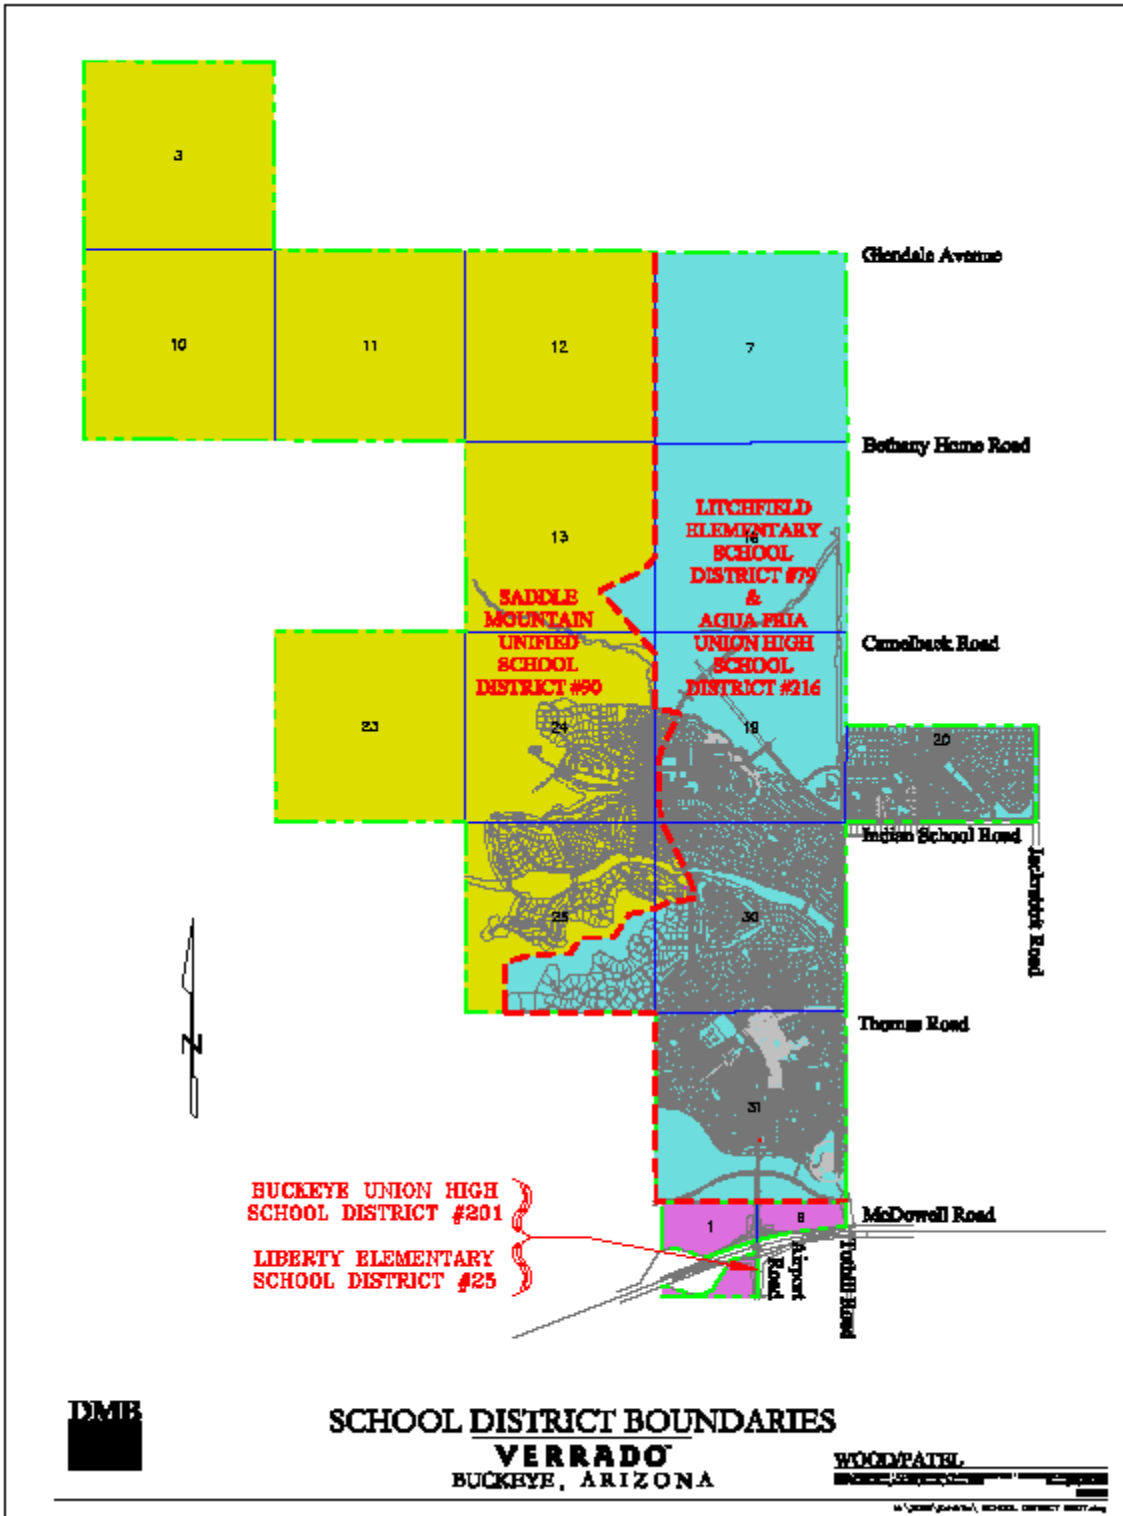 3
Glendale Avenue
10
11
12
7
Bethany Home Road
LITCHFIELD
ELEMENTARY
SCHOOL
DISTRICT #79
&
AGUA FRIA
UNION HIGH
SCHOOL
DISTRICT #216
13
18
SADDLE
MOUNTAIN
UNIFIED
SCHOOL
DISTRICT #90
Camelback Road
23
24
19
20
Indian School Road
Jackrabbit Road
25
30
N
Thomas Road
31
BUCKEYE UNION HIGH
SCHOOL DISTRICT #201
LIBERTY ELEMENTARY
SCHOOL DISTRICT #25
1
6
McDowell Road
Airport
Road
Tuthill Road
DMB
SCHOOL DISTRICT BOUNDARIES
VERRADO
BUCKEYE, ARIZONA
WOOD/PATEL